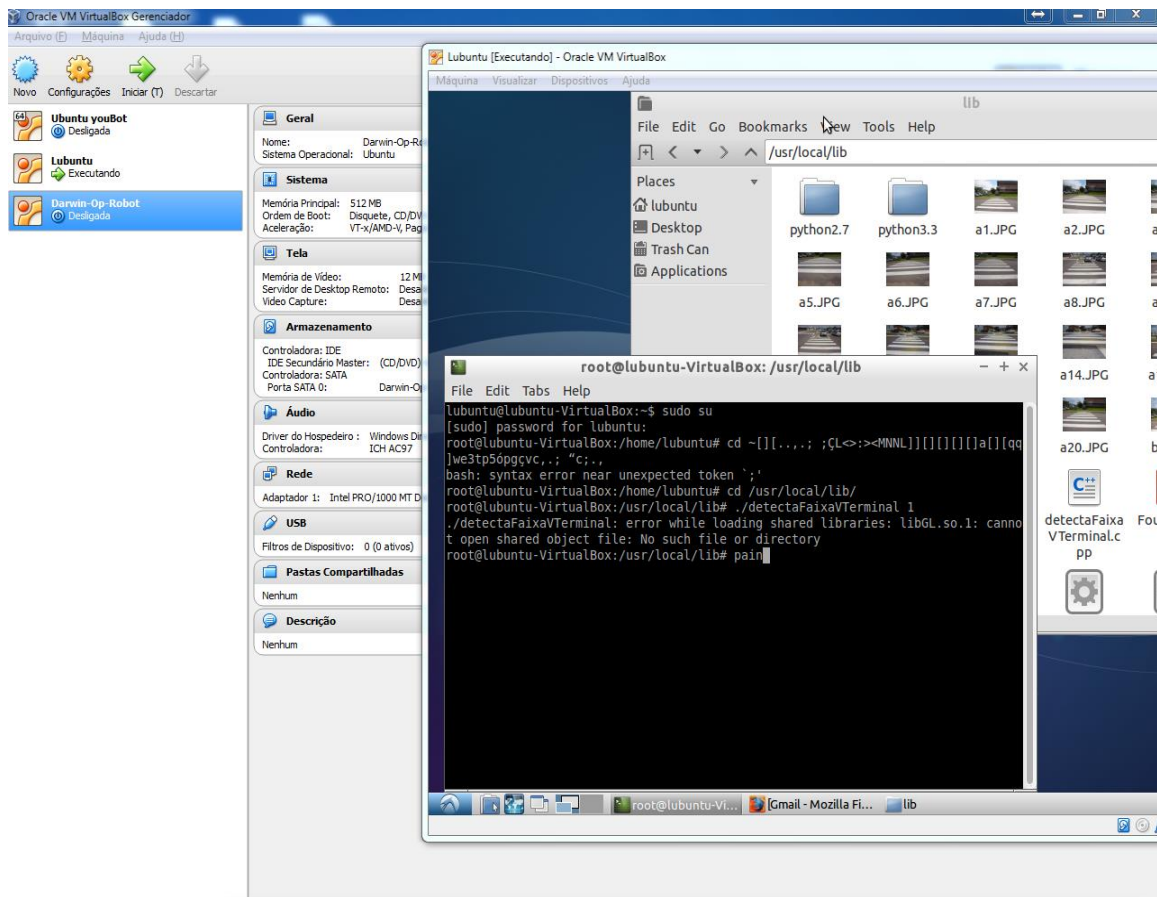 Oracle VM VirtualBox Gerenciador
Arquivo (F) Máquina Ajuda (H)
Novo Configurações Iniciar (T) Descartar
Ubuntu youBot
Desligada
Lubuntu
Executando
Darwin-Op-Robot
Desligada
Geral
Nome: Darwin-Op-Ro
Sistema Operacional: Ubuntu
Sistema
Memória Principal: 512 MB
Ordem de Boot: Disquete, CD/DV
Aceleração: VT-x/AMD-V, Pag
Tela
Memória de Vídeo: 12 M
Servidor de Desktop Remoto: Desa
Video Capture: Desa
Armazenamento
Controladora: IDE
IDE Secundário Master: (CD/DVD)
Controladora: SATA
Porta SATA 0: Darwin-O
Áudio
Driver do Hospedeiro : Windows Dir
Controladora: ICH AC97
Rede
Adaptador 1: Intel PRO/1000 MT D
USB
Filtros de Dispositivo: 0 (0 ativos)
Pastas Compartilhadas
Nenhum
Descrição
Nenhum
Lubuntu [Executando] - Oracle VM VirtualBox
Máquina Visualizar Dispositivos Ajuda
lib
File Edit Go Bookmarks View Tools Help
/usr/local/lib
Places
lubuntu
Desktop
Trash Can
Applications
python2.7 python3.3 a1.JPG a2.JPG a
a5.JPG a6.JPG a7.JPG a8.JPG a
a14.JPG a
a20.JPG b
detectaFaixa Fou
VTerminal.c
pp
root@lubuntu-VirtualBox: /usr/local/lib
File Edit Tabs Help
lubuntu@lubuntu-VirtualBox:~$ sudo su
[sudo] password for lubuntu:
root@lubuntu-VirtualBox:/home/lubuntu# cd ~[][..,.; ;ÇL<>:><MNNL]][][][][]a[][qq
]we3tp5ópgçvc,.; “c;.,
bash: syntax error near unexpected token `;'
root@lubuntu-VirtualBox:/home/lubuntu# cd /usr/local/lib/
root@lubuntu-VirtualBox:/usr/local/lib# ./detectaFaixaVTerminal 1
./detectaFaixaVTerminal: error while loading shared libraries: libGL.so.1: canno
t open shared object file: No such file or directory
root@lubuntu-VirtualBox:/usr/local/lib# pain
root@lubuntu-Vi... [Gmail - Mozilla Fi... lib